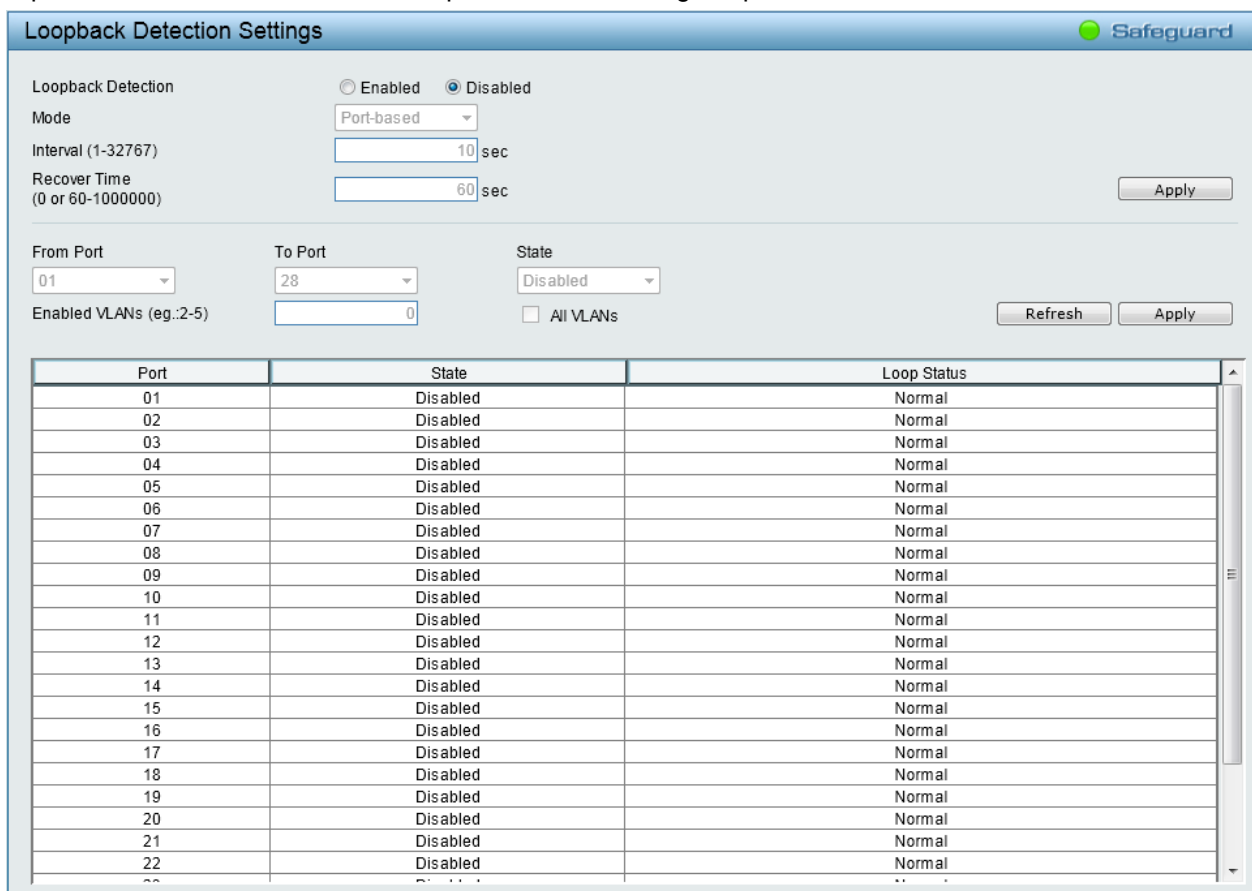 Loopback Detection Settings
Safeguard
Loopback Detection Enabled Disabled
Mode Port-based
Interval (1-32767) 10 sec
Recover Time
(0 or 60-1000000) 60 sec Apply
From Port To Port State
01 28 Disabled
Enabled VLANs (eg.:2-5) 0 All VLANs Refresh Apply
Port State Loop Status
01 Disabled Normal
02 Disabled Normal
03 Disabled Normal
04 Disabled Normal
05 Disabled Normal
06 Disabled Normal
07 Disabled Normal
08 Disabled Normal
09 Disabled Normal
10 Disabled Normal
11 Disabled Normal
12 Disabled Normal
13 Disabled Normal
14 Disabled Normal
15 Disabled Normal
16 Disabled Normal
17 Disabled Normal
18 Disabled Normal
19 Disabled Normal
20 Disabled Normal
21 Disabled Normal
22 Disabled Normal